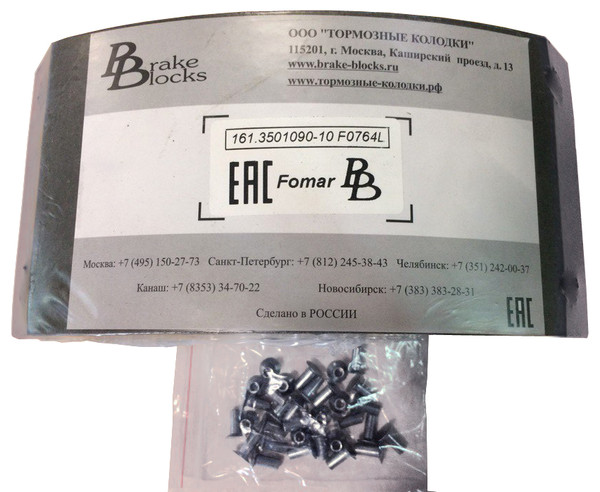 Brake
Blocks
ООО "ТОРМОЗНЫЕ КОЛОДКИ"
115201, г. Москва, Каширский проезд, д.13
www.brake-blocks.ru
www.тормозные-колодки.рф
161.3501090-10 F0764L
EAC Fomar BB
Москва: +7 (495) 150-27-73 Санкт-Петербург: +7 (812) 245-38-43 Челябинск: +7 (351) 242-00-37
Канаш: +7 (8353) 34-70-22 Новосибирск: +7 (383) 383-28-31
Сделано в РОССИИ
EAC